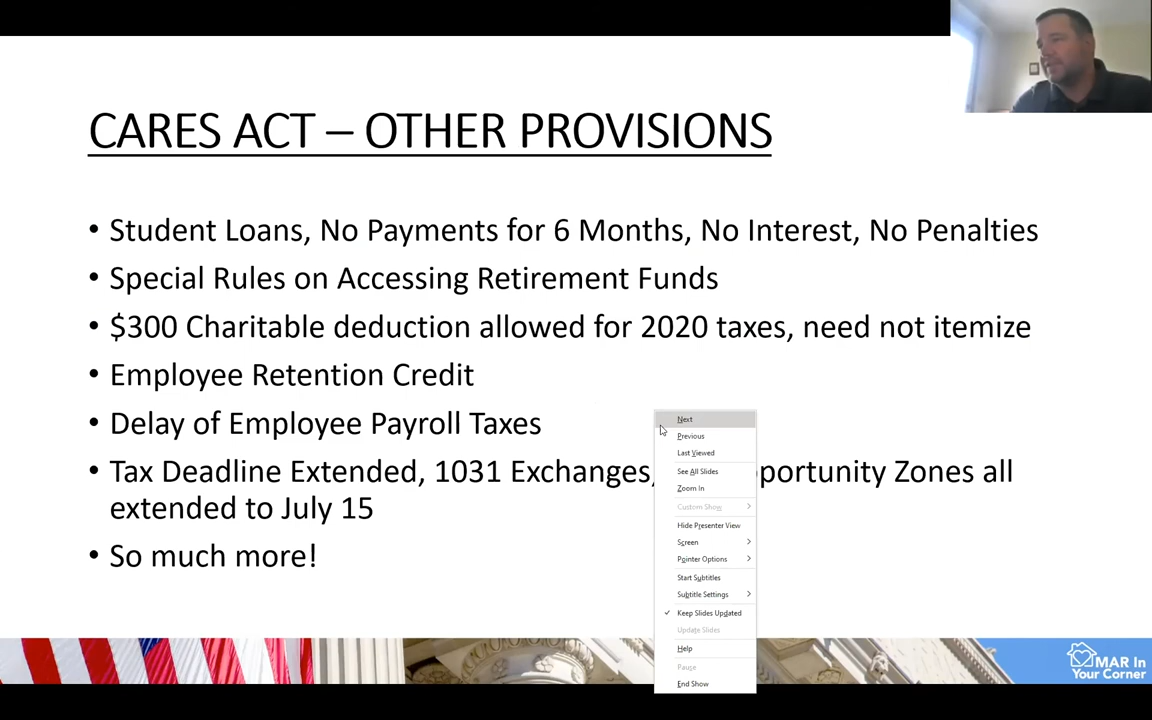 CARES ACT – OTHER PROVISIONS
• Student Loans, No Payments for 6 Months, No Interest, No Penalties
• Special Rules on Accessing Retirement Funds
• $300 Charitable deduction allowed for 2020 taxes, need not itemize
• Employee Retention Credit
• Delay of Employee Payroll Taxes
• Tax Deadline Extended, 1031 Exchanges, portunity Zones all
extended to July 15
• So much more!
Next
Previous
Last Viewed
See All Slides
Zoom In
Custom Show
Hide Presenter View
Screen
Pointer Options
Start Subtitles
Subtitle Settings
Keep Slides Updated
Update Slides
Help
Pause
End Show
MAR In
Your Corner